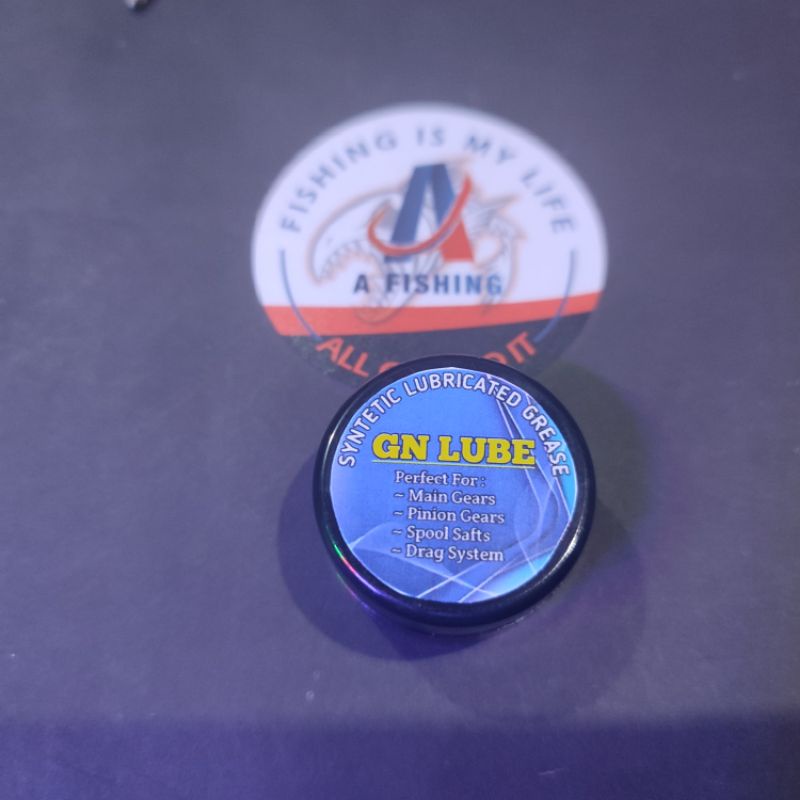 FISHING IS MY LIFE
A
A FISHING
ALL
IT
SYNTETIC LUBRICATED GREASE
GN LUBE
Perfect For :
~ Main Gears
~ Pinion Gears
~ Spool Safts
~ Drag System